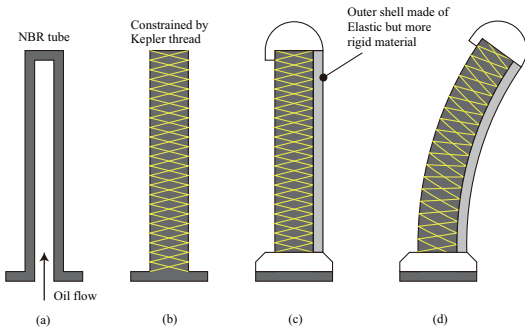 NBR tube
Constrained by
Kepler thread
Outer shell made of
Elastic but more
rigid material
Oil flow
(a)
(b)
(c)
(d)